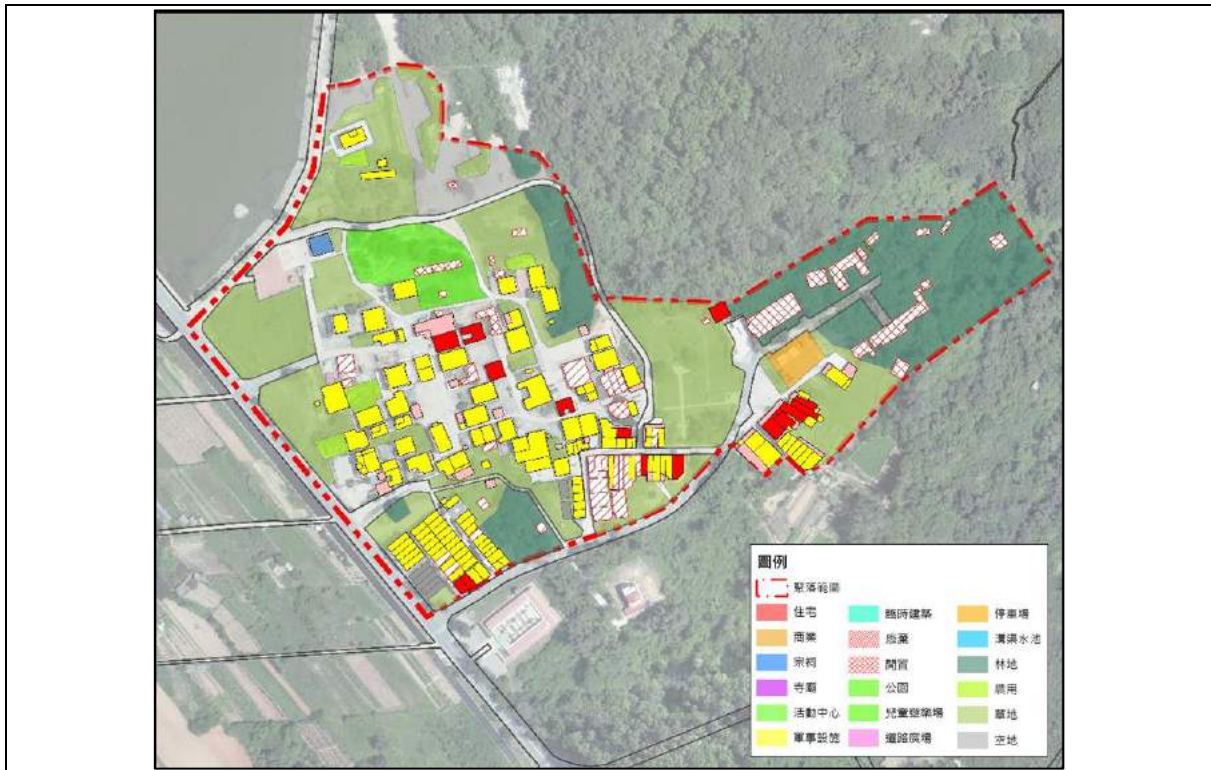 圖例
聚落範圍
住宅
臨時建築
停車場
商業
廢棄
溝渠水池
宗祠
閒置
林地
寺廟
公園
農用
活動中心
兒童遊樂場
草地
軍事設施
道路廣場
空地